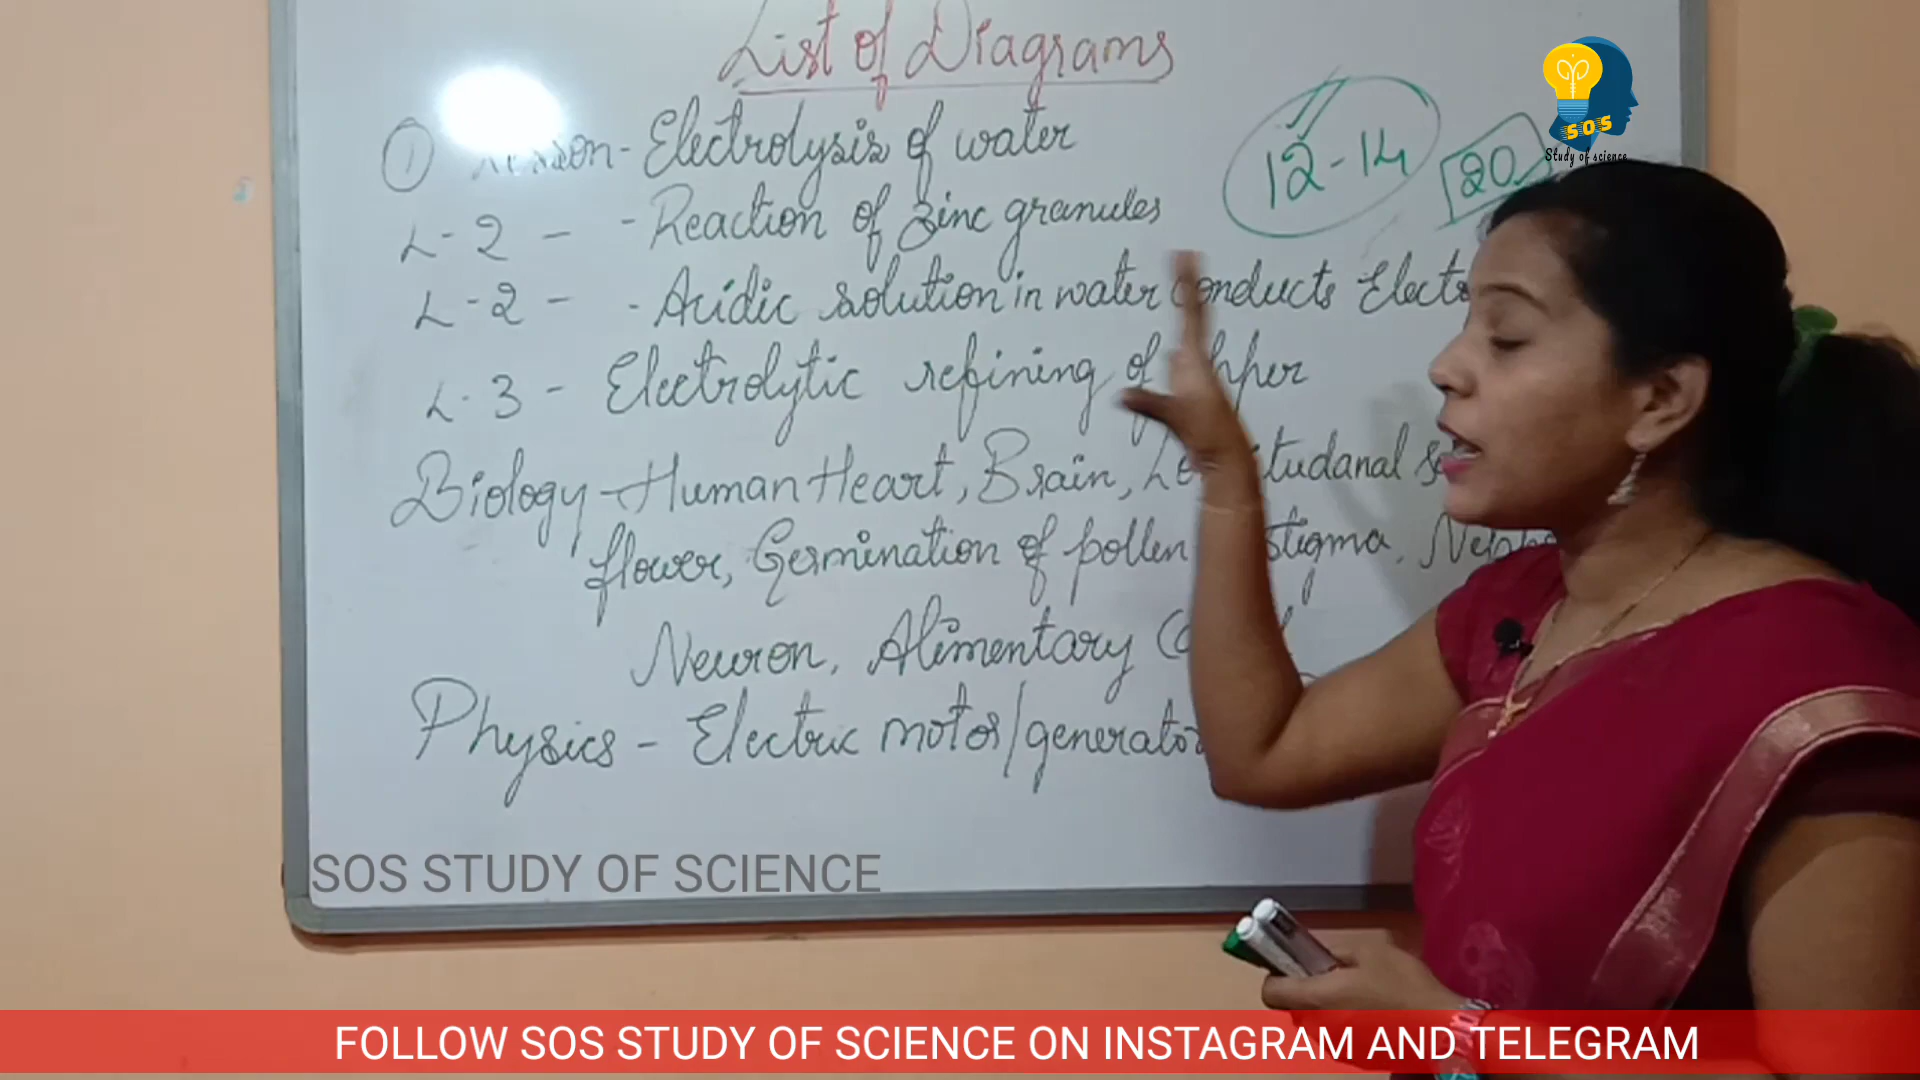 List of Diagrams
① - Electrolysis of water
L-2 - - Reaction of Zinc granules
L-2 - - Acidic solution in water conducts
L-3 - Electrolytic refining of
Biology - Human Heart, Brain,
flower, Germination of pollen stigma,
Neuron, Alimentary
Physics - Electric motor/generator
12-14
20
SOS
Study of science
SOS STUDY OF SCIENCE
FOLLOW SOS STUDY OF SCIENCE ON INSTAGRAM AND TELEGRAM